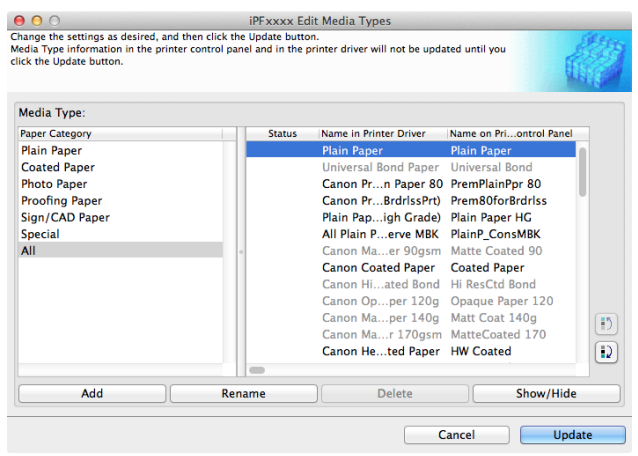 iPFxxxx Edit Media Types
Change the settings as desired, and then click the Update button.
Media Type information in the printer control panel and in the printer driver will not be updated until you
click the Update button.
Media Type:
Paper Category
Plain Paper
Coated Paper
Photo Paper
Proofing Paper
Sign/CAD Paper
Special
All
Status Name in Printer Driver Name on Pri...ontrol Panel
Plain Paper Plain Paper
Universal Bond Paper Universal Bond
Canon Pr...n Paper 80 PremPlainPpr 80
Canon Pr...BrdrlssPrt) Prem80forBrdrlss
Plain Pap...igh Grade) Plain Paper HG
All Plain P...erve MBK PlainP_ConsMBK
Canon Ma...er 90gsm Matte Coated 90
Canon Coated Paper Coated Paper
Canon Hi...ated Bond Hi ResCtd Bond
Canon Op...per 120g Opaque Paper 120
Canon Ma...per 140g Matt Coat 140g
Canon Ma...r 170gsm MatteCoated 170
Canon He...ted Paper HW Coated
Add Rename Delete Show/Hide
Cancel Update